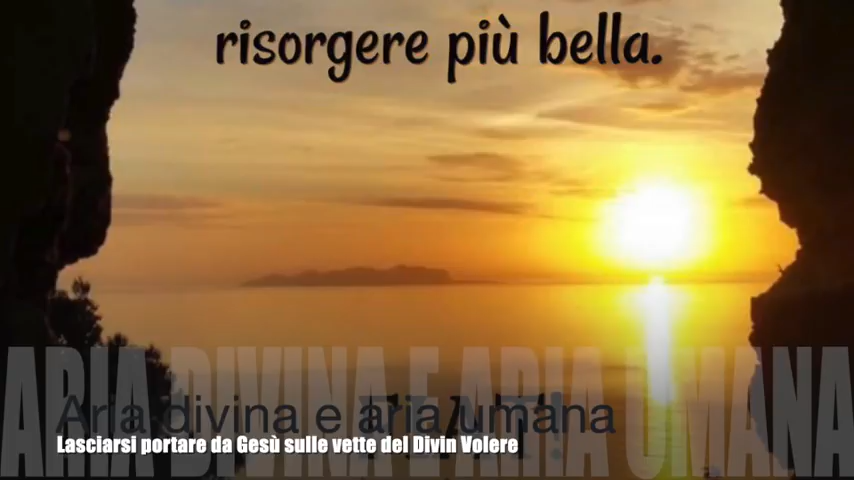 risorgere più bella.
ARIA DIVINA E ARIA UMANA
FIAT!
Aria divina e aria umana
Lasciarsi portare da Gesù sulle vette del Divin Volere